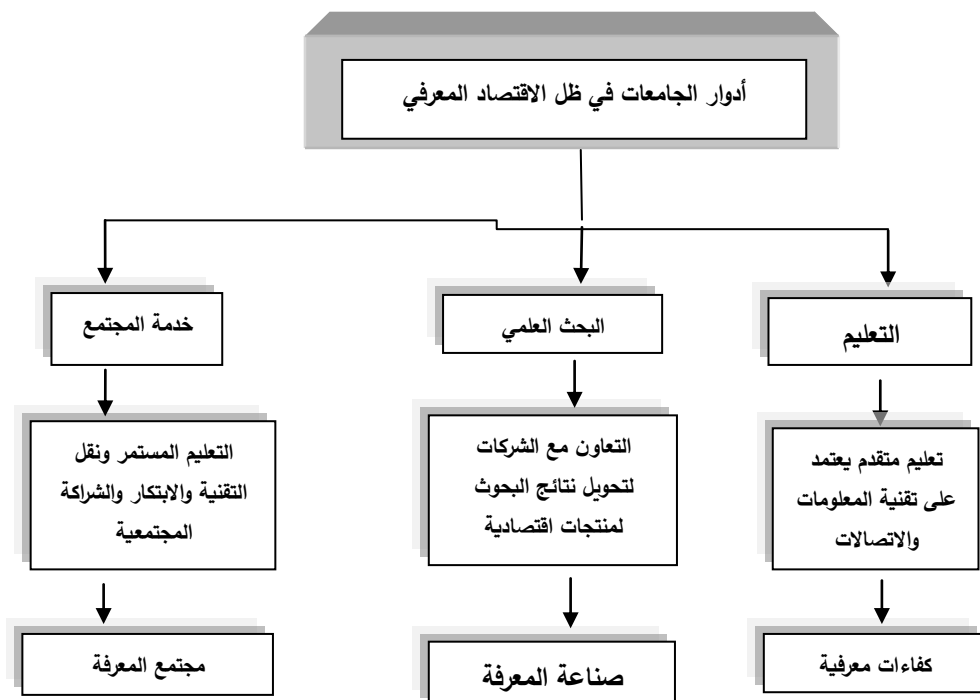 أدوار الجامعات في ظل الاقتصاد المعرفي
التعليم
البحث العلمي
خدمة المجتمع
تعليم متقدم يعتمد
على تقنية المعلومات
والاتصالات
التعاون مع الشركات
لتحويل نتائج البحوث
لمنتجات اقتصادية
التعليم المستمر ونقل
التقنية والابتكار والشراكة
المجتمعية
كفاءات معرفية
صناعة المعرفة
مجتمع المعرفة